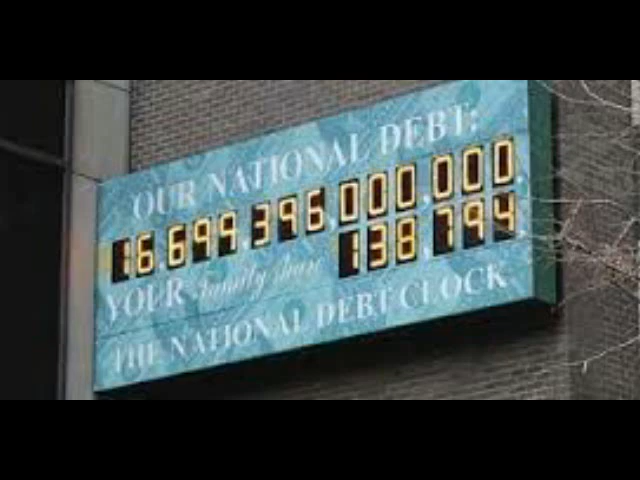 OUR NATIONAL DEBT:
16,699,396,000,000.
YOUR family share 138,794
THE NATIONAL DEBT CLOCK